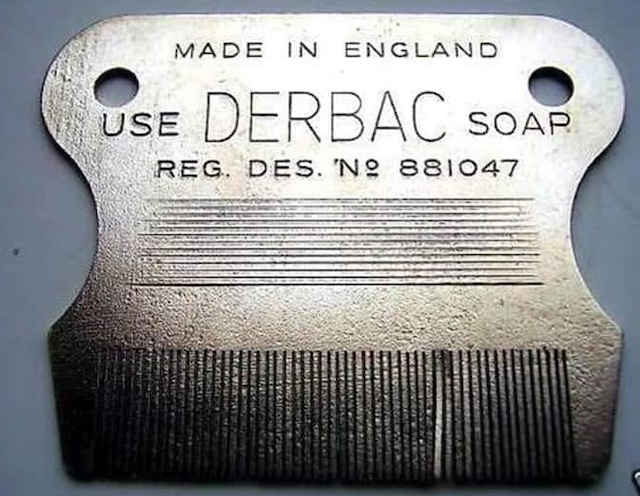 MADE IN ENGLAND
USE DERBAC SOAP
REG. DES. Nº 881047